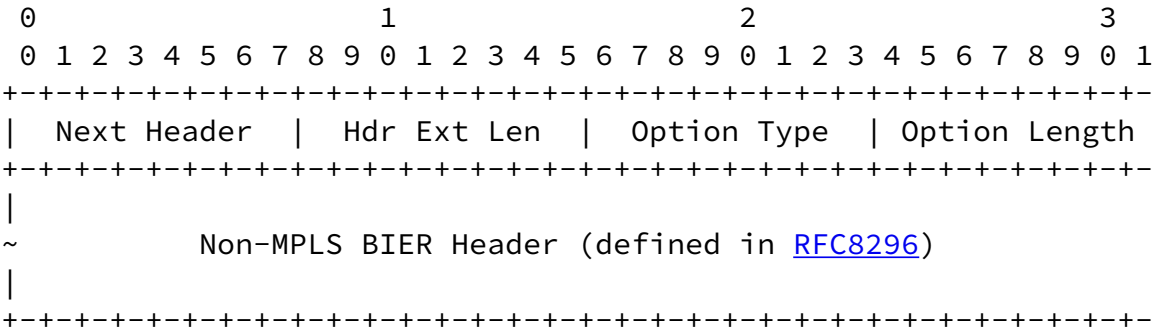 0                   1                   2                   3
 0 1 2 3 4 5 6 7 8 9 0 1 2 3 4 5 6 7 8 9 0 1 2 3 4 5 6 7 8 9 0 1
+-+-+-+-+-+-+-+-+-+-+-+-+-+-+-+-+-+-+-+-+-+-+-+-+-+-+-+-+-+-+-+-
|  Next Header  |  Hdr Ext Len  |  Option Type  | Option Length
+-+-+-+-+-+-+-+-+-+-+-+-+-+-+-+-+-+-+-+-+-+-+-+-+-+-+-+-+-+-+-+-
|
~          Non-MPLS BIER Header (defined in RFC8296)
|
+-+-+-+-+-+-+-+-+-+-+-+-+-+-+-+-+-+-+-+-+-+-+-+-+-+-+-+-+-+-+-+-